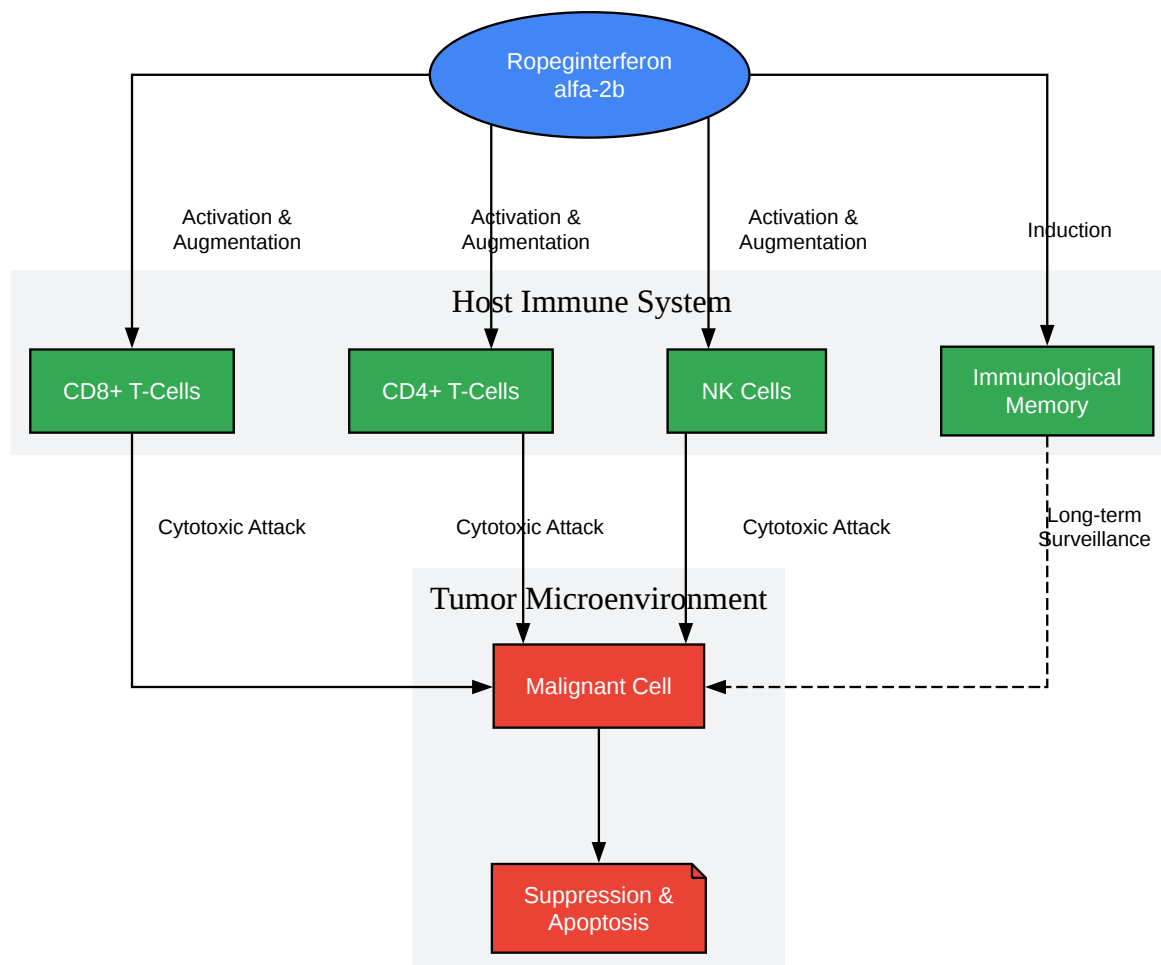 Ropeginterferon
alfa-2b
Activation &
Augmentation
Activation &
Augmentation
Activation &
Augmentation
Induction
Host Immune System
CD8+ T-Cells
CD4+ T-Cells
NK Cells
Immunological
Memory
Cytotoxic Attack
Cytotoxic Attack
Cytotoxic Attack
Long-term
Surveillance
Tumor Microenvironment
Malignant Cell
Suppression &
Apoptosis